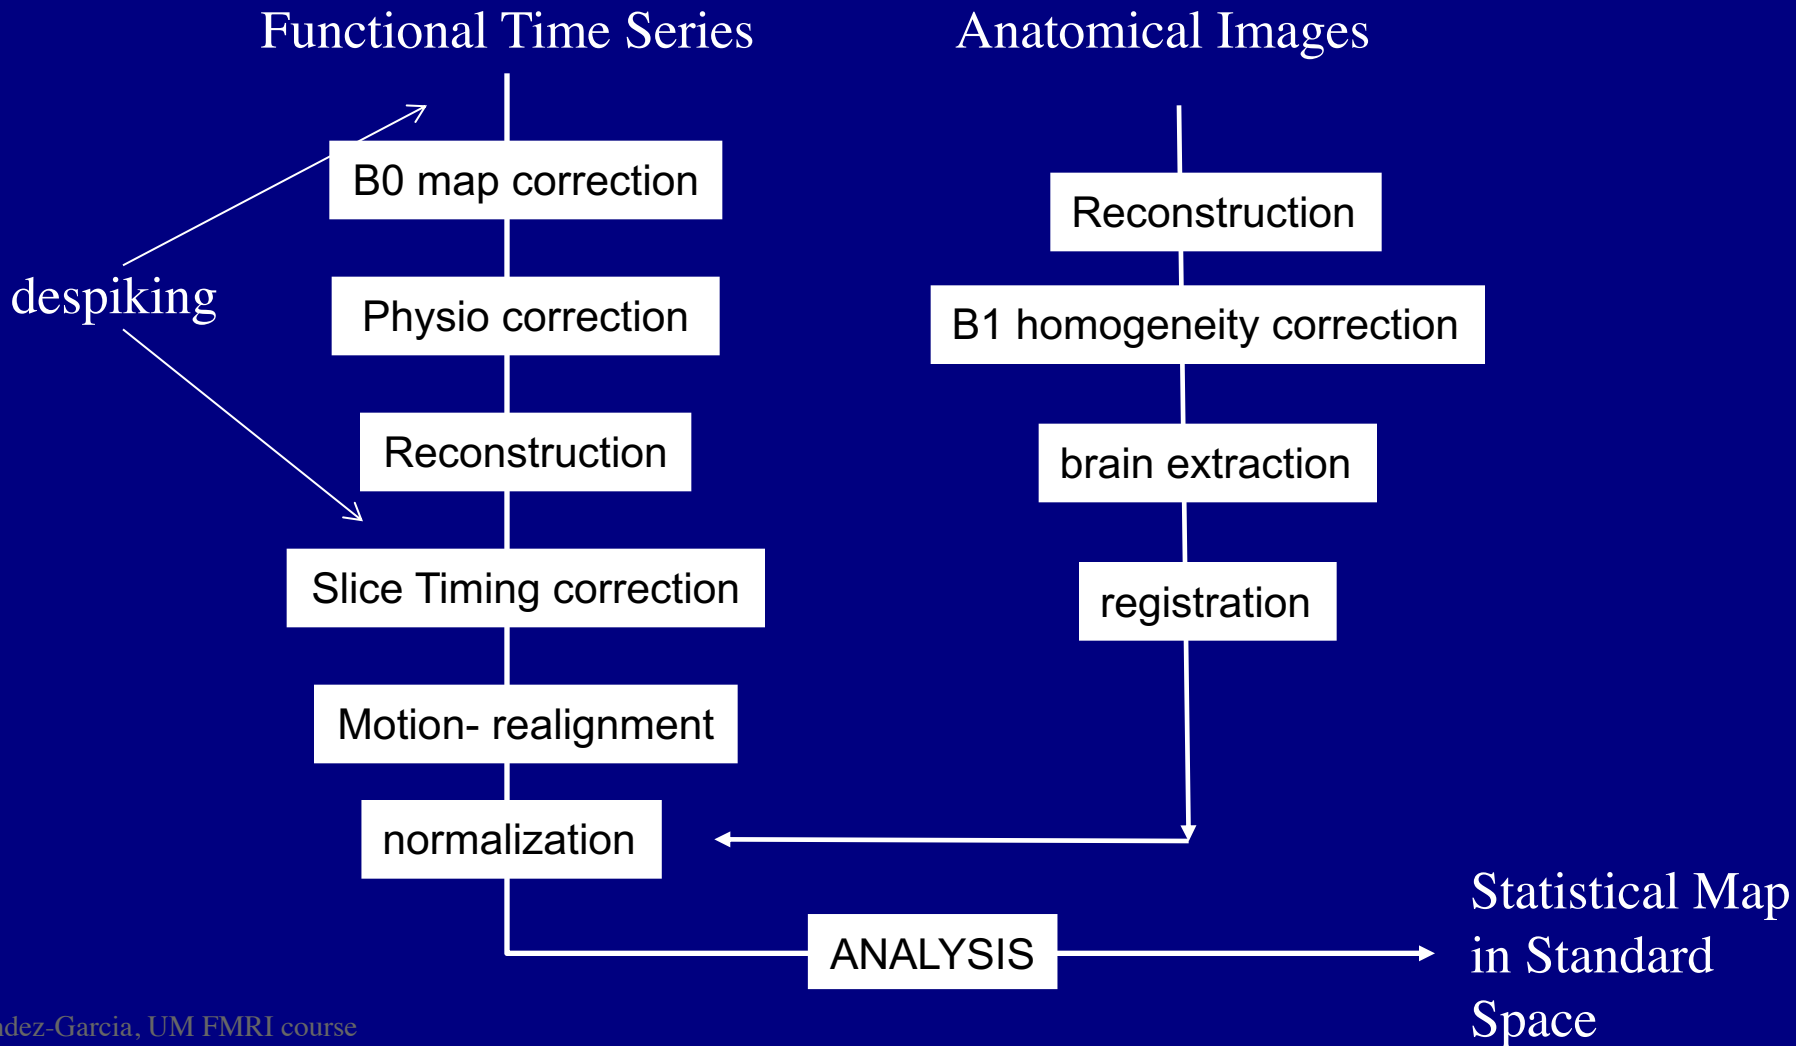 Functional Time Series
Anatomical Images
despiking
B0 map correction
Physio correction
Reconstruction
Slice Timing correction
Motion- realignment
normalization
Reconstruction
B1 homogeneity correction
brain extraction
registration
ANALYSIS
Statistical Map
in Standard
Space
dez-Garcia, UM FMRI course